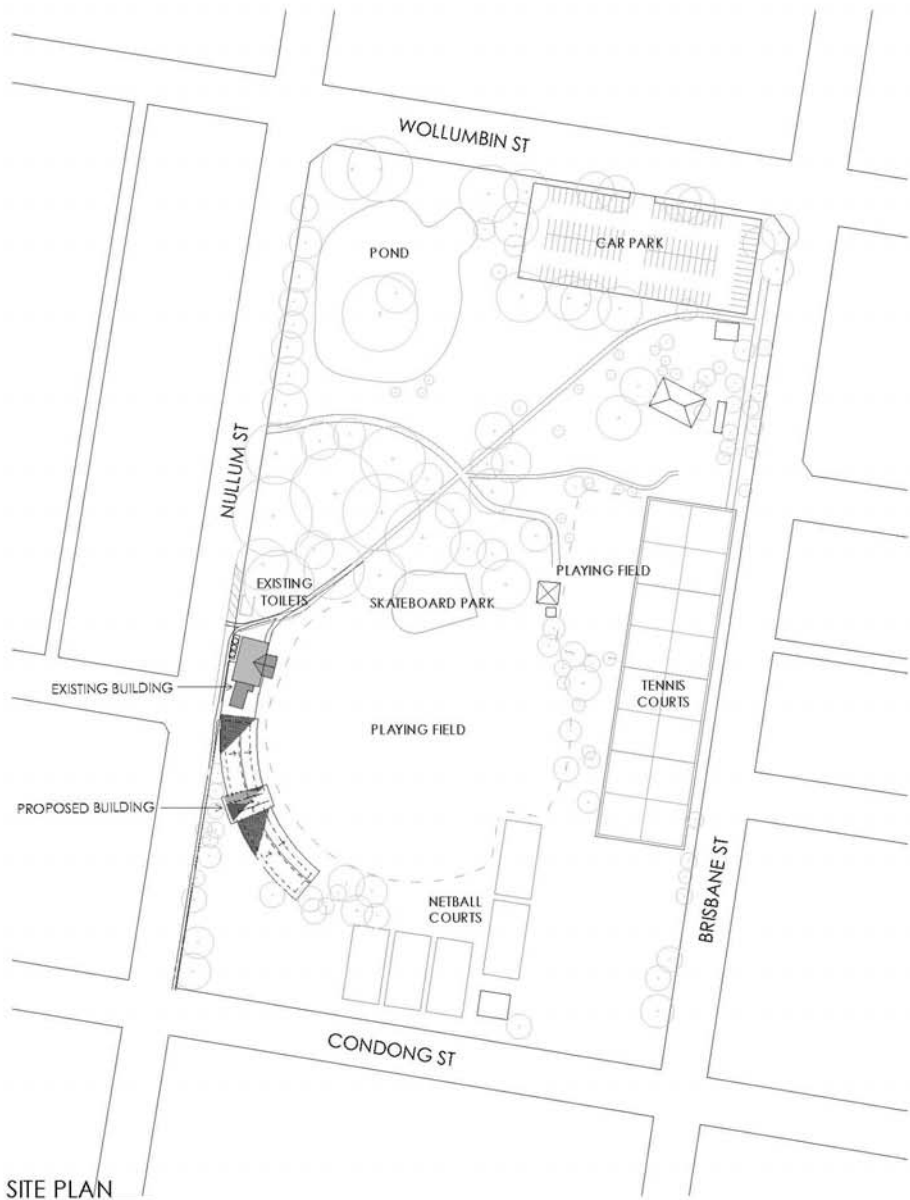 WOLLUMBIN ST
POND
CAR PARK
NULLUM ST
EXISTING
TOILETS
SKATEBOARD PARK
PLAYING FIELD
EXISTING BUILDING
TENNIS
COURTS
PLAYING FIELD
PROPOSED BUILDING
BRISBANE ST
NETBALL
COURTS
CONDONG ST
SITE PLAN